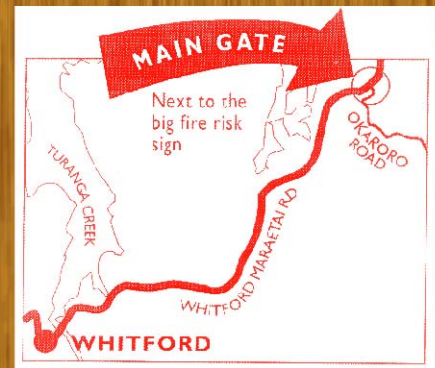 MAIN GATE
Next to the
big fire risk
sign
OKARORO
ROAD
TURANGA
CREEK
WHITFORD MARAETAI RD
WHITFORD